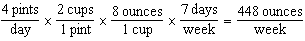 4 pints/day × 2 cups/1 pint × 8 ounces/1 cup × 7 days/week = 448 ounces/week